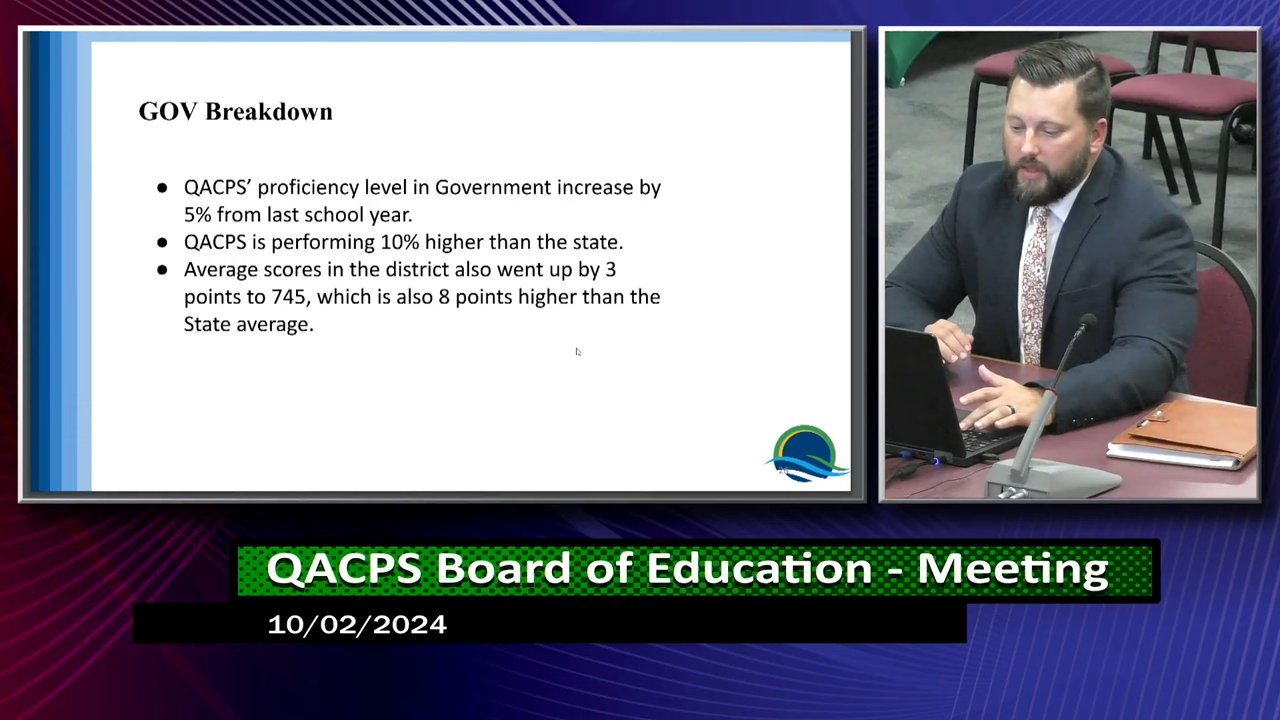 GOV Breakdown
● QACPS’ proficiency level in Government increase by
5% from last school year.
● QACPS is performing 10% higher than the state.
● Average scores in the district also went up by 3
points to 745, which is also 8 points higher than the
State average.
QACPS Board of Education - Meeting
10/02/2024